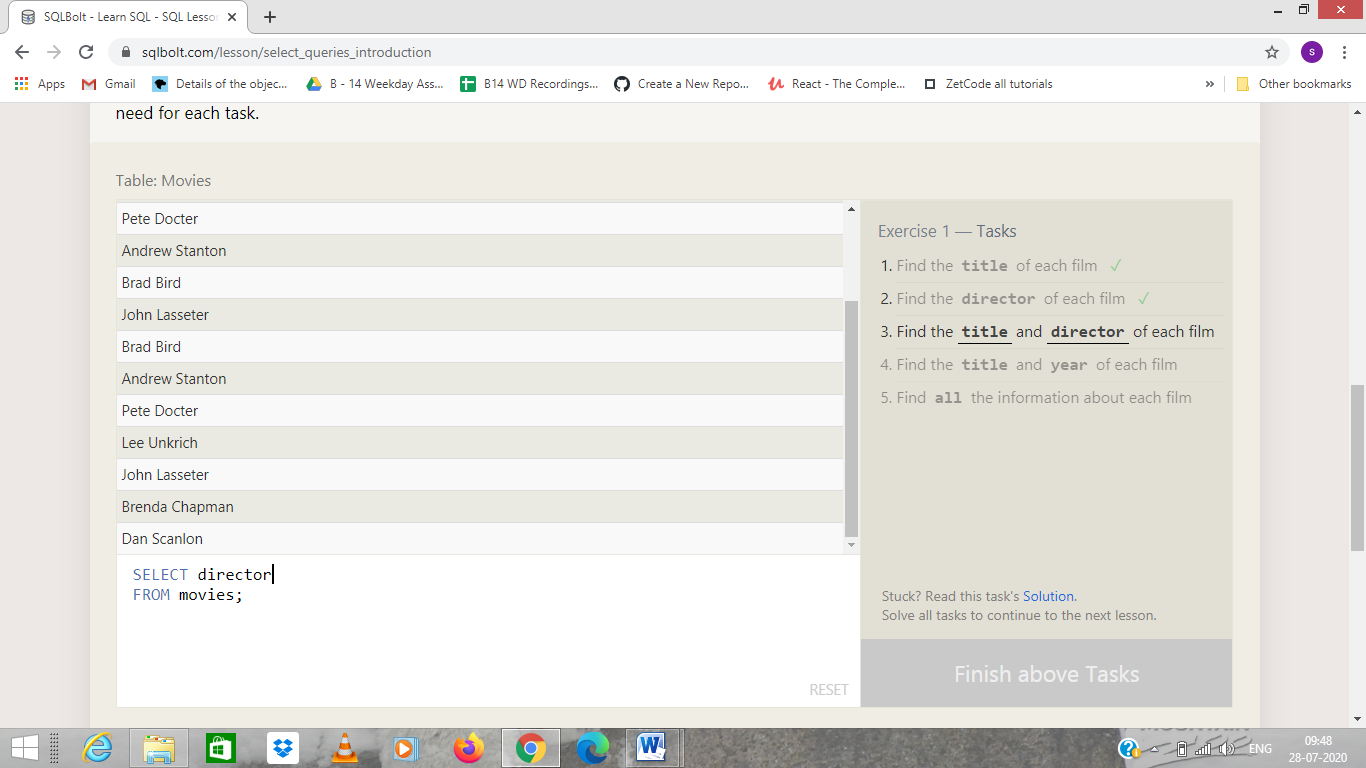 SQLBolt - Learn SQL - SQL Lesso
sqlbolt.com/lesson/select_queries_introduction
S
Apps
Gmail
Details of the objec...
B - 14 Weekday Ass...
B14 WD Recordings...
Create a New Repo...
React - The Comple...
ZetCode all tutorials
»
Other bookmarks
need for each task.
Table: Movies
Pete Docter
Andrew Stanton
Brad Bird
John Lasseter
Brad Bird
Andrew Stanton
Pete Docter
Lee Unkrich
John Lasseter
Brenda Chapman
Dan Scanlon
SELECT director
FROM movies;
RESET
Exercise 1 — Tasks
1. Find the title of each film ✓
2. Find the director of each film ✓
3. Find the title and director of each film
4. Find the title and year of each film
5. Find all the information about each film
Stuck? Read this task's Solution.
Solve all tasks to continue to the next lesson.
Finish above Tasks
ENG
09:48
28-07-2020